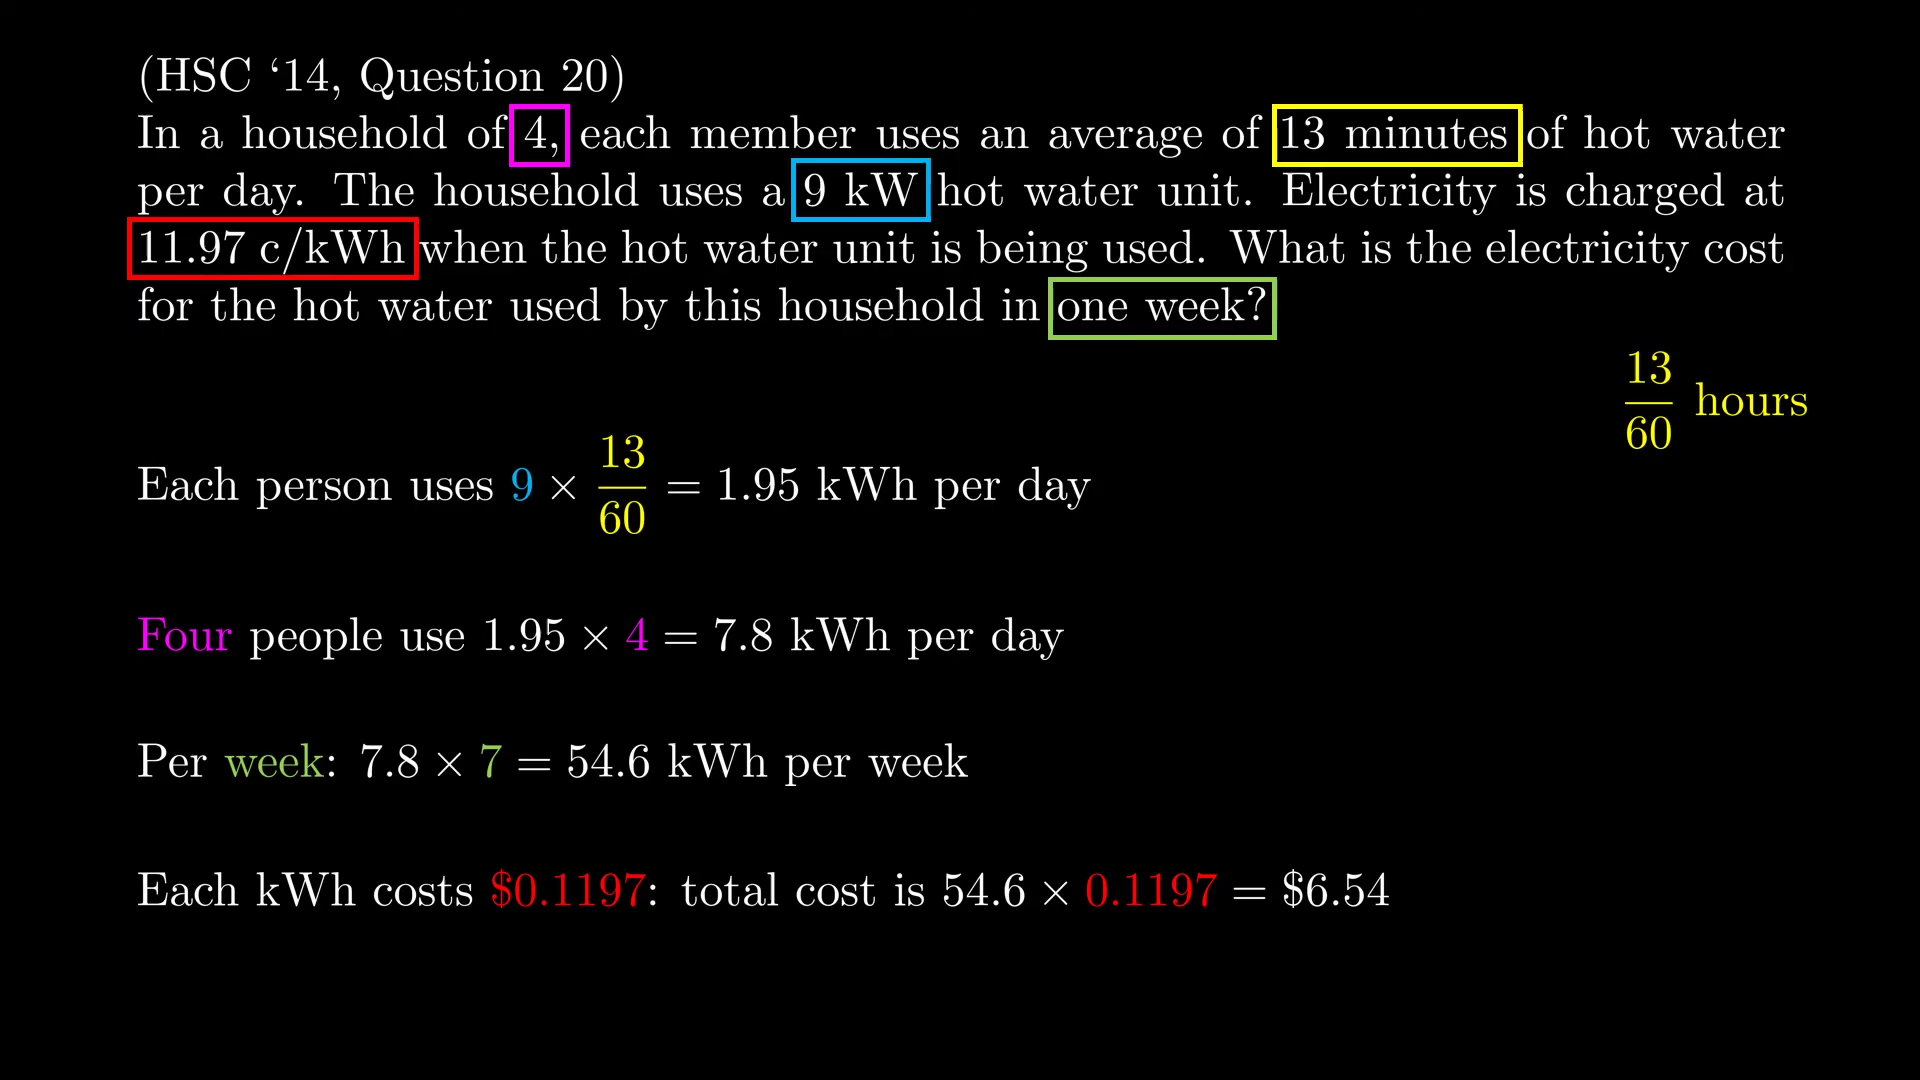 (HSC ‘14, Question 20)
In a household of 4, each member uses an average of 13 minutes of hot water
per day. The household uses a 9 kW hot water unit. Electricity is charged at
11.97 c/kWh when the hot water unit is being used. What is the electricity cost
for the hot water used by this household in one week?
13/60 hours
Each person uses 9 × 13/60 = 1.95 kWh per day
Four people use 1.95 × 4 = 7.8 kWh per day
Per week: 7.8 × 7 = 54.6 kWh per week
Each kWh costs $0.1197: total cost is 54.6 × 0.1197 = $6.54